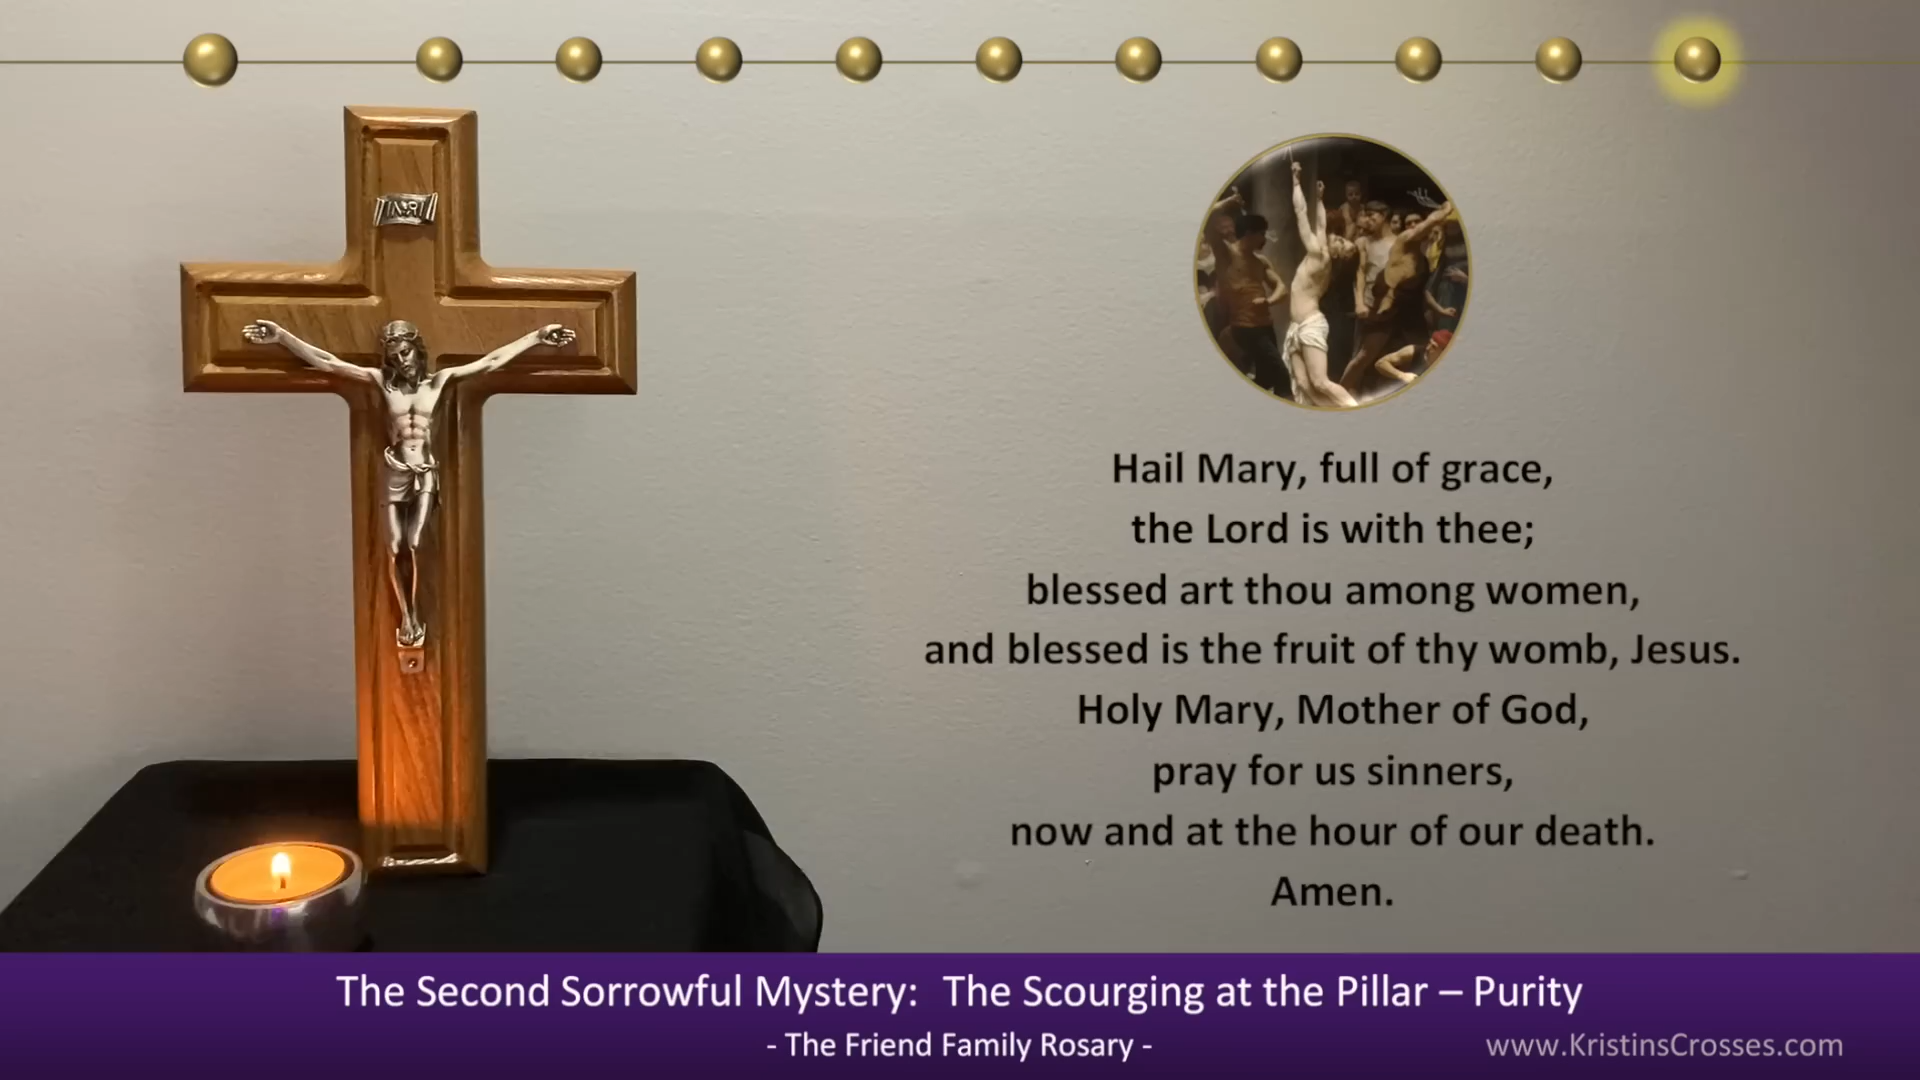 INRI
Hail Mary, full of grace,
the Lord is with thee;
blessed art thou among women,
and blessed is the fruit of thy womb, Jesus.
Holy Mary, Mother of God,
pray for us sinners,
now and at the hour of our death.
Amen.
The Second Sorrowful Mystery: The Scourging at the Pillar – Purity
- The Friend Family Rosary -
www.KristinsCrosses.com